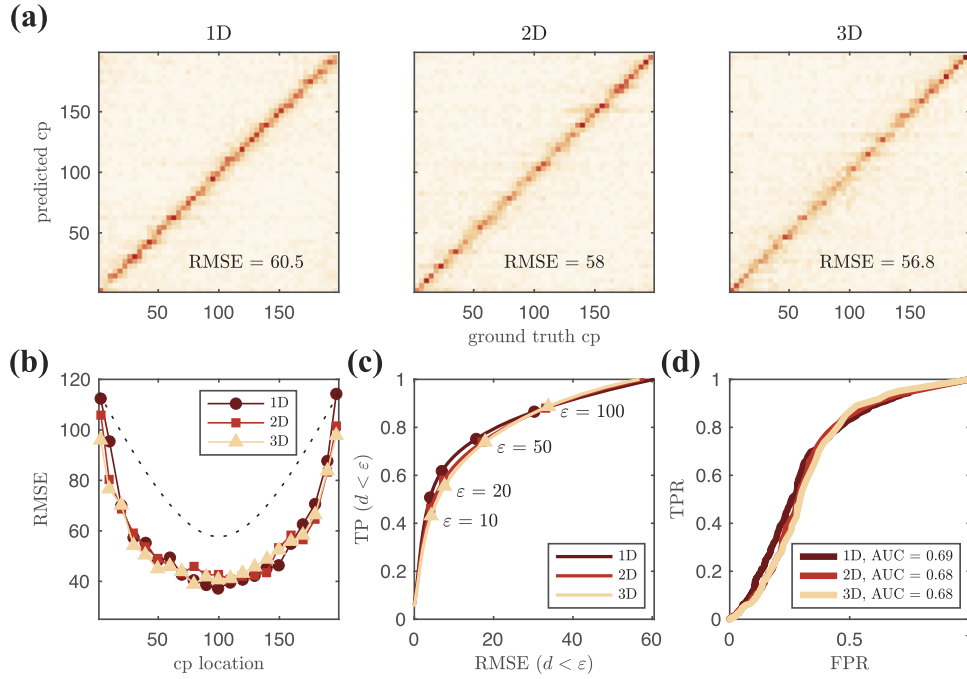 (a)
1D
2D
3D
predicted cp
150
100
50
RMSE = 60.5
RMSE = 58
RMSE = 56.8
50 100 150
50 100 150
50 100 150
ground truth cp
(b)
(c)
(d)
RMSE
120
100
80
60
40
1D
2D
3D
50 100 150
cp location
TP (d < ε)
1
0.8
0.6
0.4
0.2
0
ε = 100
ε = 50
ε = 20
ε = 10
1D
2D
3D
0 20 40 60
RMSE (d < ε)
TPR
1
0.8
0.6
0.4
0.2
0
1D, AUC = 0.69
2D, AUC = 0.68
3D, AUC = 0.68
0 0.5 1
FPR